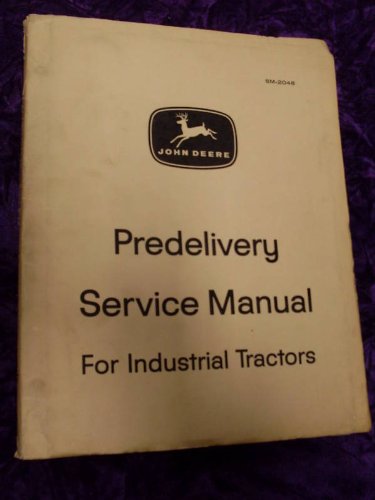 SM-2046
JOHN DEERE
Predelivery
Service Manual
For Industrial Tractors